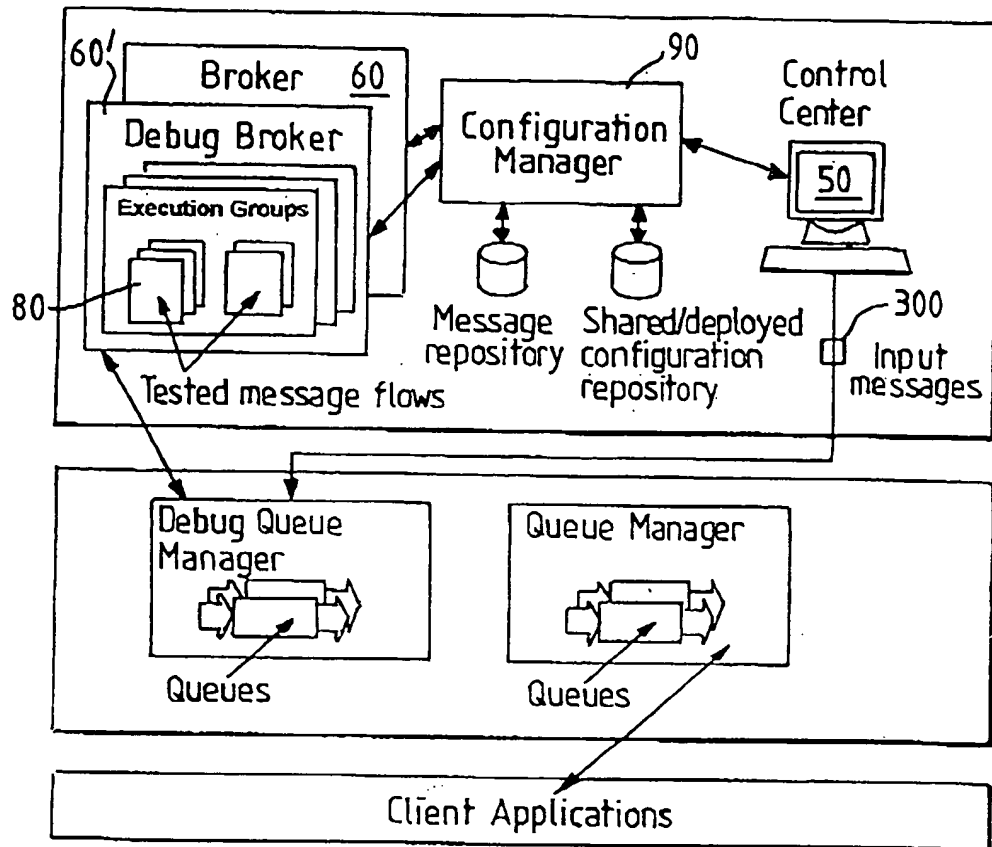 60'
Broker 60
90
Control
Center
Debug Broker
Configuration
Manager
50
Execution Groups
80
300
Message
repository
Shared/deployed
configuration
repository
Input
messages
Tested message flows
Debug Queue
Manager
Queue Manager
Queues
Queues
Client Applications